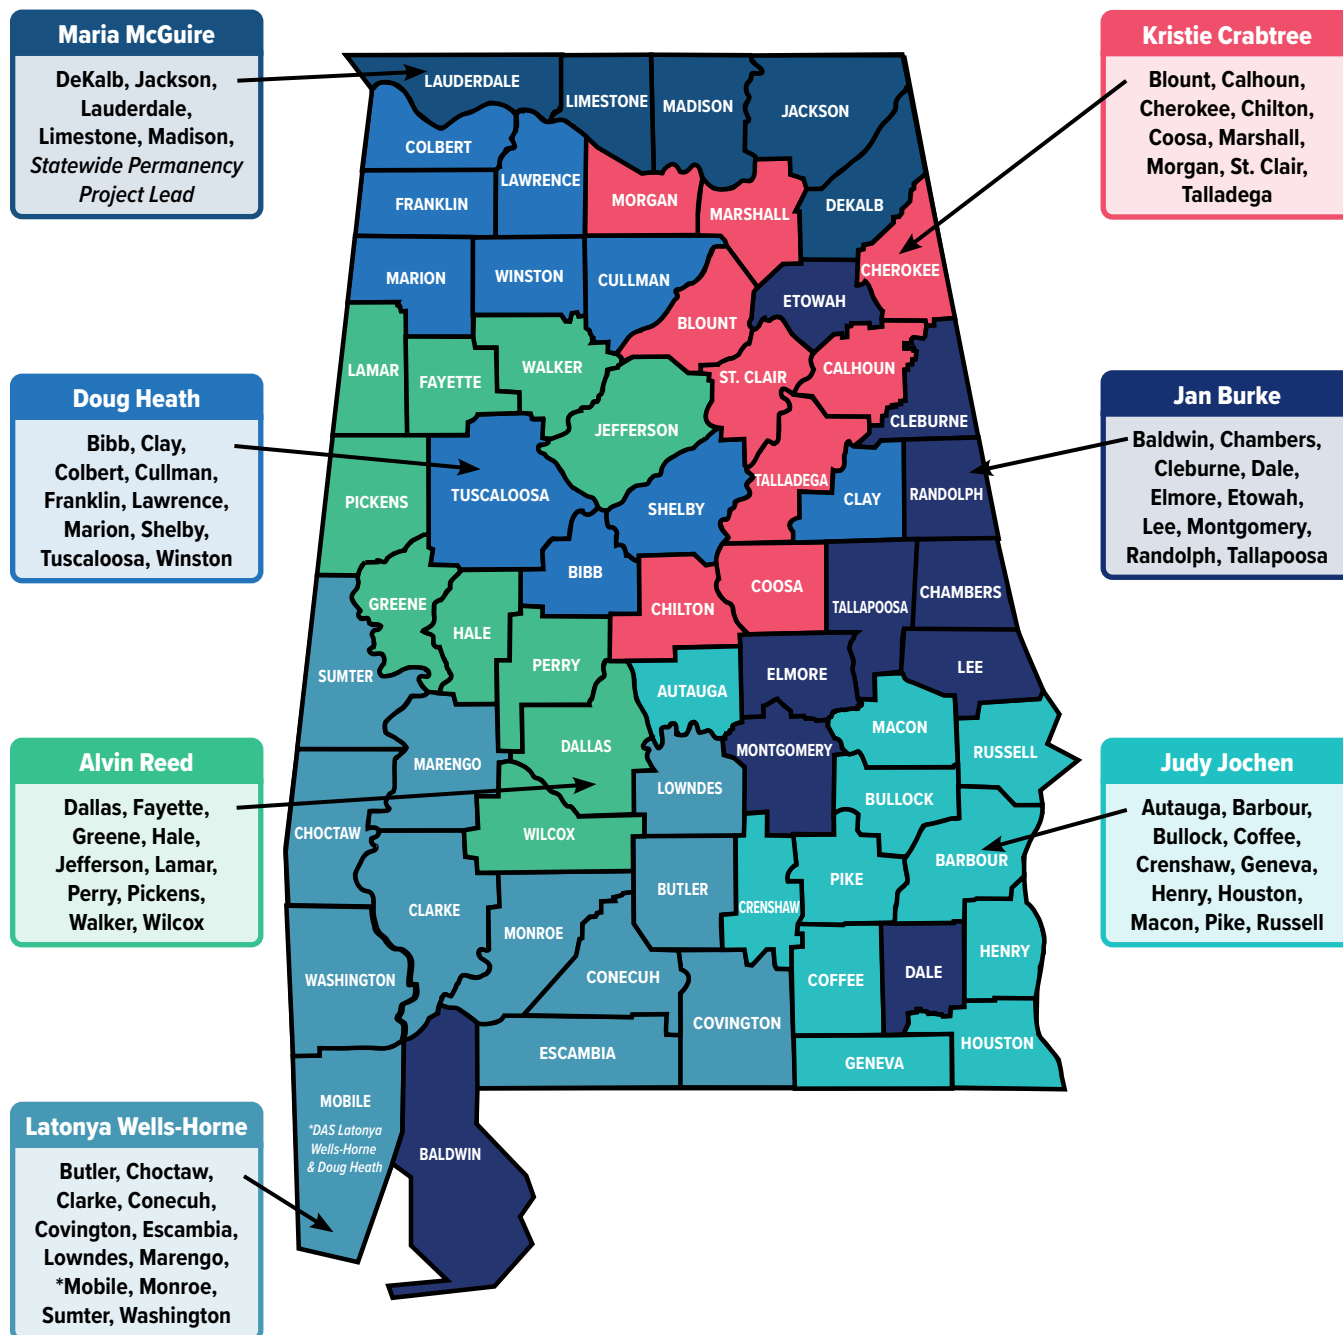 Maria McGuire
DeKalb, Jackson,
Lauderdale,
Limestone, Madison,
Statewide Permanency
Project Lead
Doug Heath
Bibb, Clay,
Colbert, Cullman,
Franklin, Lawrence,
Marion, Shelby,
Tuscaloosa, Winston
Alvin Reed
Dallas, Fayette,
Greene, Hale,
Jefferson, Lamar,
Perry, Pickens,
Walker, Wilcox
Latonya Wells-Horne
Butler, Choctaw,
Clarke, Conecuh,
Covington, Escambia,
Lowndes, Marengo,
*Mobile, Monroe,
Sumter, Washington
Kristie Crabtree
Blount, Calhoun,
Cherokee, Chilton,
Coosa, Marshall,
Morgan, St. Clair,
Talladega
Jan Burke
Baldwin, Chambers,
Cleburne, Dale,
Elmore, Etowah,
Lee, Montgomery,
Randolph, Tallapoosa
Judy Jochen
Autauga, Barbour,
Bullock, Coffee,
Crenshaw, Geneva,
Henry, Houston,
Macon, Pike, Russell
LAUDERDALE
LIMESTONE
MADISON
JACKSON
COLBERT
LAWRENCE
FRANKLIN
MORGAN
MARSHALL
DEKALB
MARION
WINSTON
CULLMAN
CHEROKEE
ETOWAH
BLOUNT
LAMAR
FAYETTE
WALKER
ST. CLAIR
CALHOUN
CLEBURNE
JEFFERSON
PICKENS
TUSCALOOSA
SHELBY
TALLADEGA
CLAY
RANDOLPH
BIBB
GREENE
HALE
CHILTON
COOSA
TALLAPOOSA
CHAMBERS
SUMTER
PERRY
AUTAUGA
ELMORE
LEE
MACON
MARENGO
DALLAS
LOWNDES
MONTGOMERY
RUSSELL
BULLOCK
CHOCTAW
WILCOX
BARBOUR
CLARKE
BUTLER
CRENSHAW
PIKE
MONROE
HENRY
WASHINGTON
CONECUH
COFFEE
DALE
COVINGTON
ESCAMBIA
GENEVA
HOUSTON
MOBILE
*DAS Latonya
Wells-Horne
& Doug Heath
BALDWIN